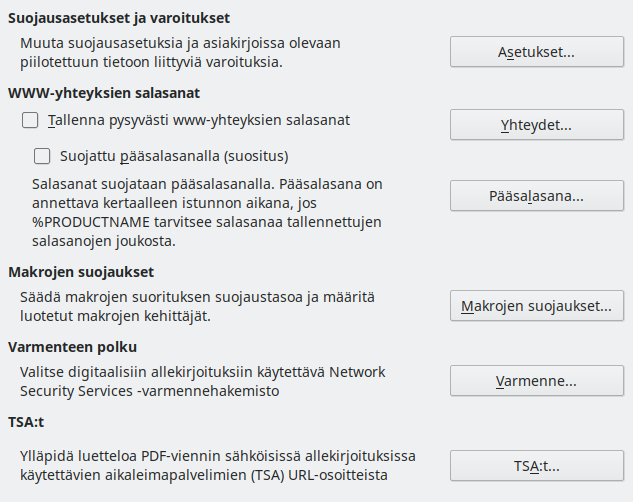 Suojausasetukset ja varoitukset
Muuta suojausasetuksia ja asiakirjoissa olevaan
piilotettuun tietoon liittyviä varoituksia.
Asetukset...
WWW-yhteyksien salasanat
Tallenna pysyvästi www-yhteyksien salasanat
Yhteydet...
Suojattu pääsalasanalla (suositus)
Salasanat suojataan pääsalasanalla. Pääsalasana on
annettava kertaalleen istunnon aikana, jos
%PRODUCTNAME tarvitsee salasanaa tallennettujen
salasanojen joukosta.
Pääsalasana...
Makrojen suojaukset
Säädä makrojen suorituksen suojaustasoa ja määritä
luotetut makrojen kehittäjät.
Makrojen suojaukset...
Varmenteen polku
Valitse digitaalisiin allekirjoituksiin käytettävä Network
Security Services -varmennehakemisto
Varmenne...
TSA:t
Ylläpidä luetteloa PDF-viennin sähköisissä allekirjoituksissa
käytettävien aikaleimapalvelimien (TSA) URL-osoitteista
TSA:t...